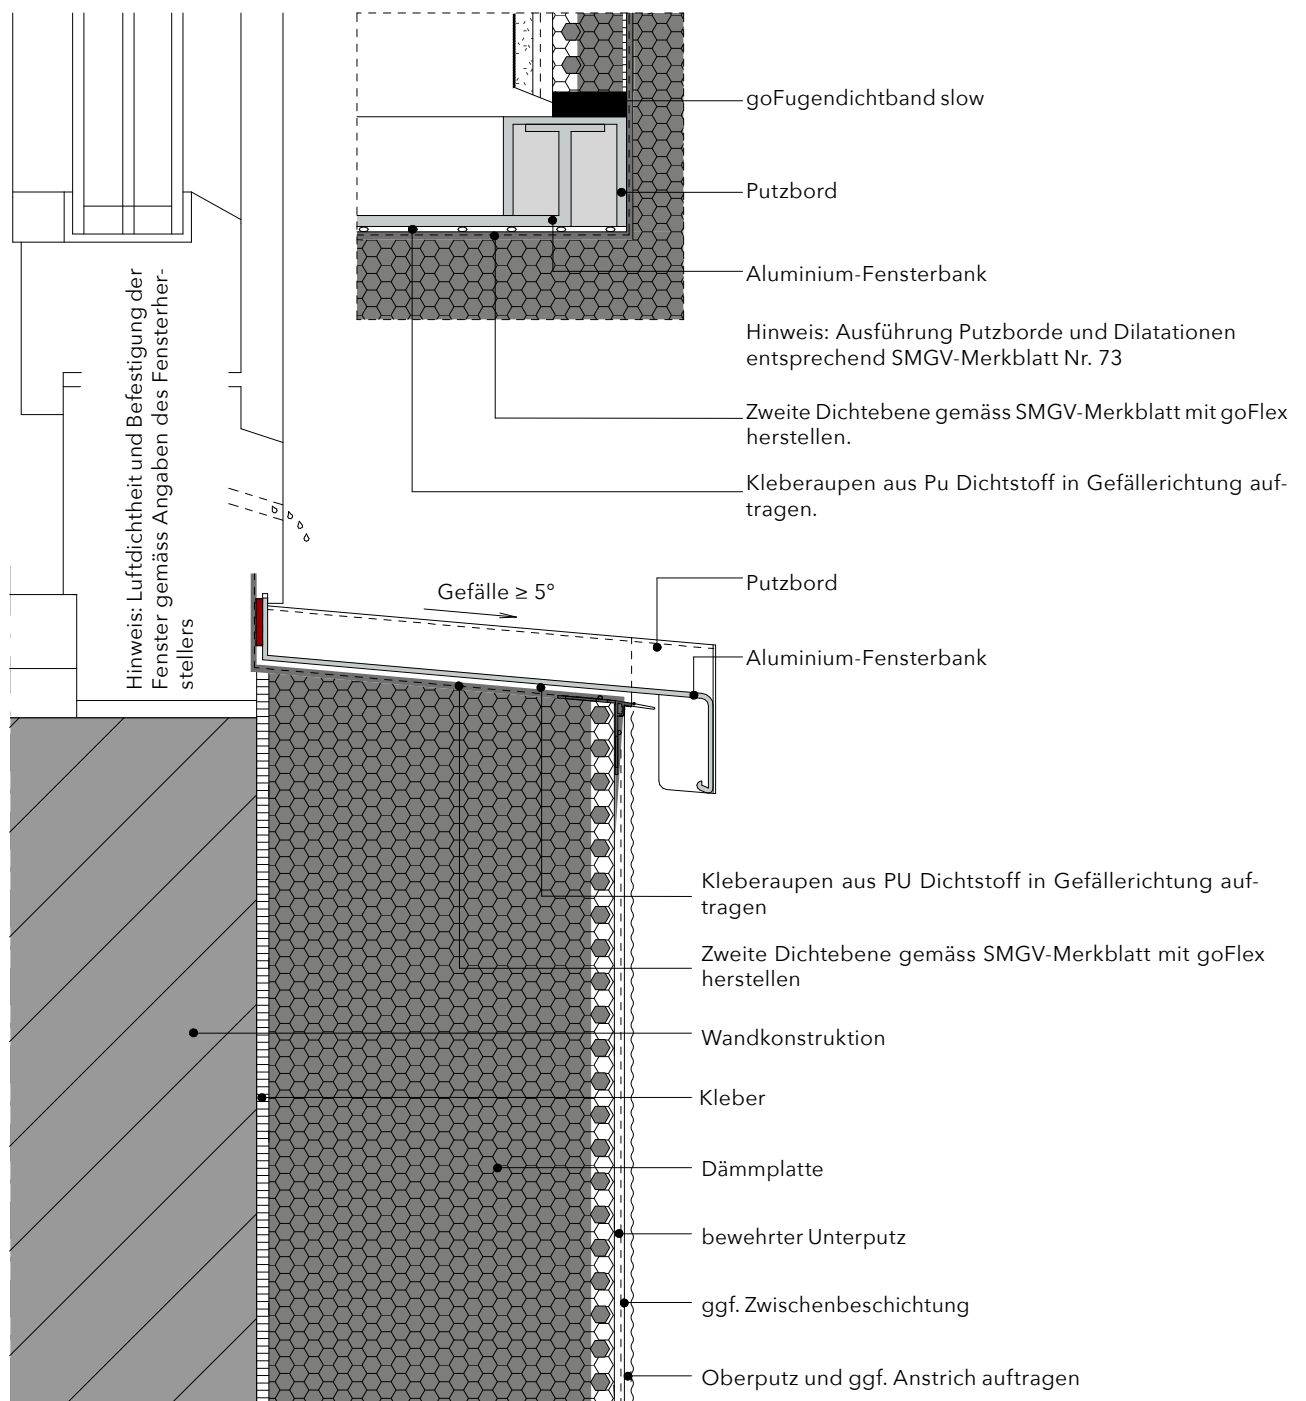 goFugendichtband slow
Putzbord
Aluminium-Fensterbank
Hinweis: Ausführung Putzborde und Dilatationen
entsprechend SMGV-Merkblatt Nr. 73
Zweite Dichtebene gemäss SMGV-Merkblatt mit goFlex
herstellen.
Kleberaupen aus Pu Dichtstoff in Gefällerichtung auf-
tragen.
Hinweis: Luftdichtheit und Befestigung der
Fenster gemäss Angaben des Fensterher-
stellers
Gefälle ≥ 5°
Putzbord
Aluminium-Fensterbank
Kleberaupen aus PU Dichtstoff in Gefällerichtung auf-
tragen
Zweite Dichtebene gemäss SMGV-Merkblatt mit goFlex
herstellen
Wandkonstruktion
Kleber
Dämmplatte
bewehrter Unterputz
ggf. Zwischenbeschichtung
Oberputz und ggf. Anstrich auftragen